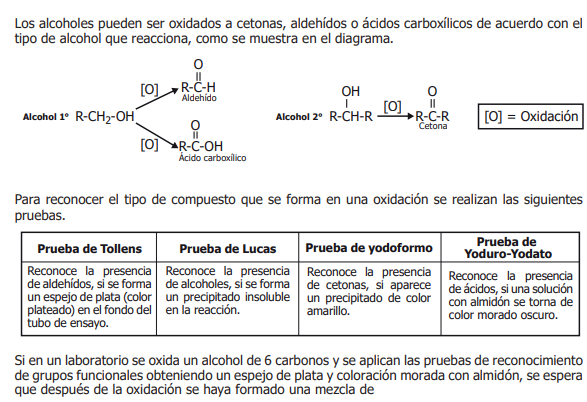 Los alcoholes pueden ser oxidados a cetonas, aldehídos o ácidos carboxílicos de acuerdo con el
tipo de alcohol que reacciona, como se muestra en el diagrama.
O
[O]
R-C-H
Aldehído
Alcohol 1º R-CH2-OH
O
[O]
R-C-OH
Ácido carboxílico
OH
O
Alcohol 2º R-CH-R
[O]
R-C-R
Cetona
[O] = Oxidación
Para reconocer el tipo de compuesto que se forma en una oxidación se realizan las siguientes
pruebas.
Prueba de Tollens
Reconoce la presencia
de aldehídos, si se forma
un espejo de plata (color
plateado) en el fondo del
tubo de ensayo.
Prueba de Lucas
Reconoce la presencia
de alcoholes, si se forma
un precipitado insoluble
en la reacción.
Prueba de yodoformo
Reconoce la presencia
de cetonas, si aparece
un precipitado de color
amarillo.
Prueba de
Yoduro-Yodato
Reconoce la presencia
de ácidos, si una solución
con almidón se torna de
color morado oscuro.
Si en un laboratorio se oxida un alcohol de 6 carbonos y se aplican las pruebas de reconocimiento
de grupos funcionales obteniendo un espejo de plata y coloración morada con almidón, se espera
que después de la oxidación se haya formado una mezcla de